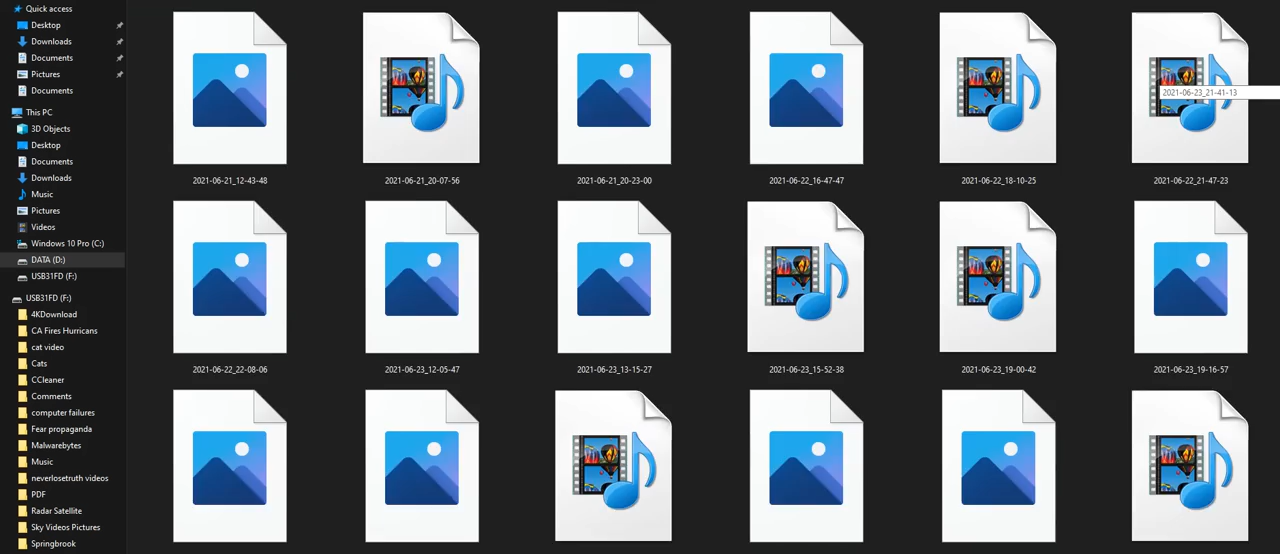 Quick access
Desktop
Downloads
Documents
Pictures
Documents
This PC
3D Objects
Desktop
Documents
Downloads
Music
Pictures
Videos
Windows 10 Pro (C:)
DATA (D:)
USB31FD (F:)
USB31FD (F:)
4KDownload
CA Fires Hurricans
cat video
Cats
CCleaner
Comments
computer failures
Fear propaganda
Malwarebytes
Music
neverlosetruth videos
PDF
Radar Satellite
Sky Videos Pictures
Springbrook
2021-06-23_21-41-13
2021-06-21_12-43-48
2021-06-21_20-07-56
2021-06-21_20-23-00
2021-06-22_16-47-47
2021-06-22_18-10-25
2021-06-22_21-47-23
2021-06-22_22-08-06
2021-06-23_12-05-47
2021-06-23_13-15-27
2021-06-23_15-52-38
2021-06-23_19-00-42
2021-06-23_19-16-57